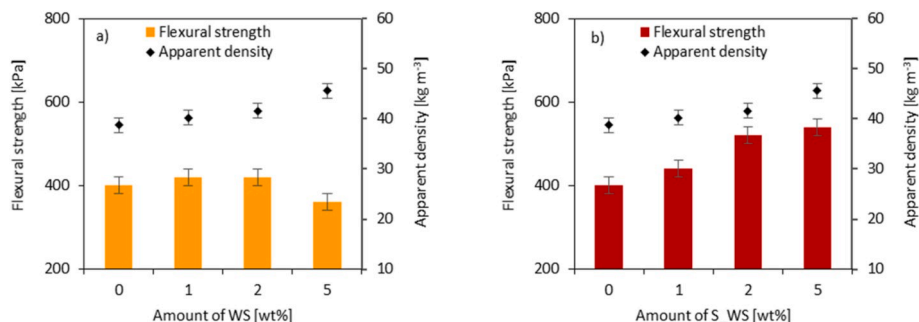 a)
Flexural strength
Apparent density
Flexural strength [kPa]
800
600
400
200
60
50
40
30
20
10
Apparent density [kg m⁻³]
0 1 2 5
Amount of WS [wt%]
b)
Flexural strength
Apparent density
Flexural strength [kPa]
800
600
400
200
60
50
40
30
20
10
Apparent density [kg m⁻³]
0 1 2 5
Amount of S_WS [wt%]